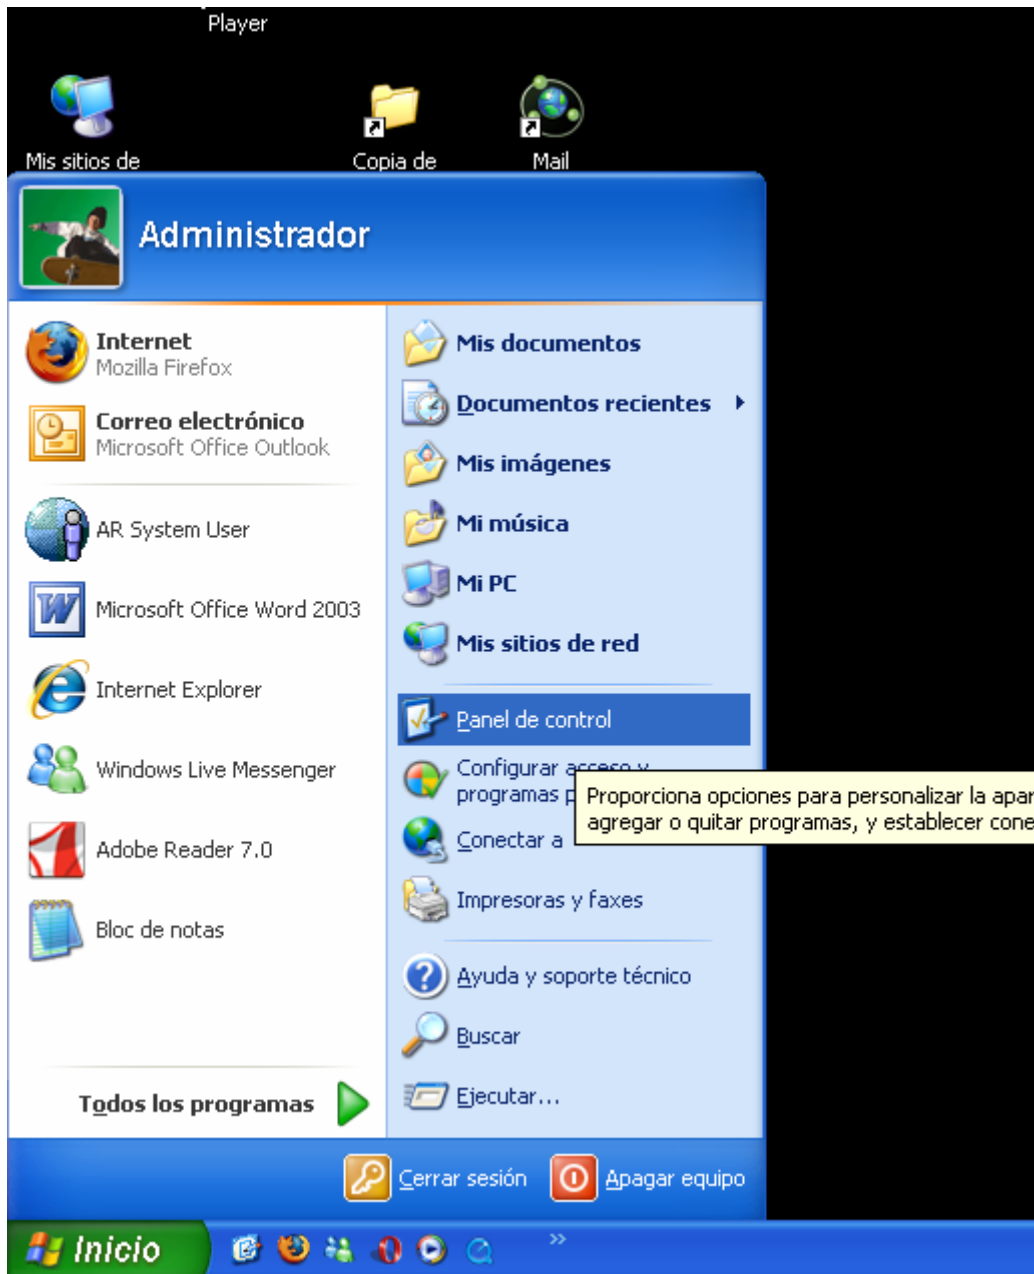 Player
Mis sitios de
Copia de
Mail
Administrador
Internet
Mozilla Firefox
Correo electrónico
Microsoft Office Outlook
AR System User
Microsoft Office Word 2003
Internet Explorer
Windows Live Messenger
Adobe Reader 7.0
Bloc de notas
Todos los programas
Mis documentos
Documentos recientes
Mis imágenes
Mi música
Mi PC
Mis sitios de red
Panel de control
Configurar acceso y
programas
Proporciona opciones para personalizar la apar
agregar o quitar programas, y establecer cone
Conectar a
Impresoras y faxes
Ayuda y soporte técnico
Buscar
Ejecutar...
Cerrar sesión
Apagar equipo
Inicio